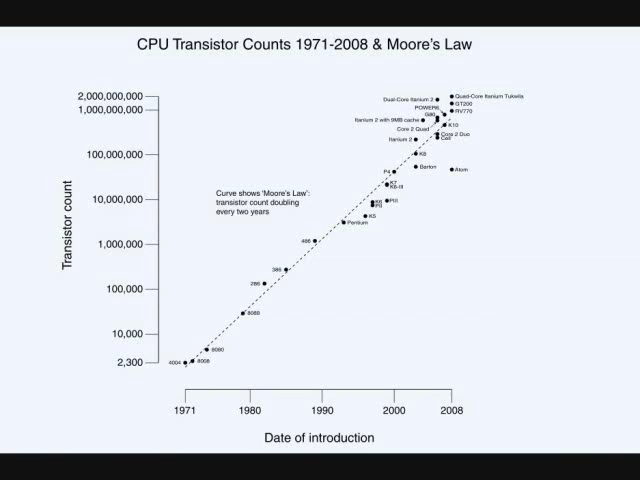 CPU Transistor Counts 1971-2008 & Moore's Law
2,000,000,000
1,000,000,000
100,000,000
10,000,000
1,000,000
100,000
10,000
2,300
Transistor count
Curve shows 'Moore's Law':
transistor count doubling
every two years
Quad-Core Itanium Tukwila
Dual-Core Itanium 2
GT200
POWER6
RV770
G80
Itanium 2 with 9MB cache
K10
Core 2 Quad
Core 2 Duo
Cell
Itanium 2
K8
Barton
Atom
P4
K7
K6-III
K6
PIII
PII
K5
Pentium
486
386
286
8088
8080
4004
8008
1971
1980
1990
2000
2008
Date of introduction